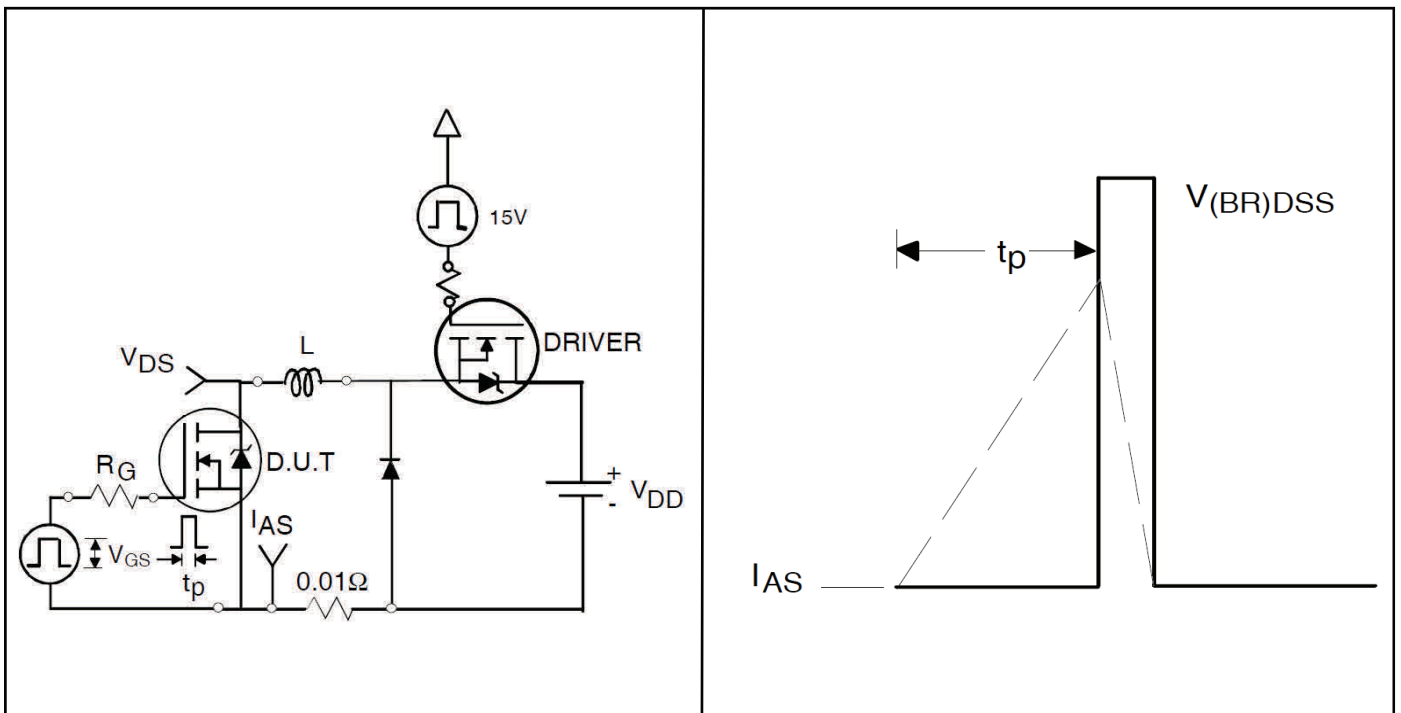 15V
DRIVER
L
VDS
D.U.T
RG
+
VDD
-
IAS
VGS
tp
0.01Ω
V(BR)DSS
tp
IAS